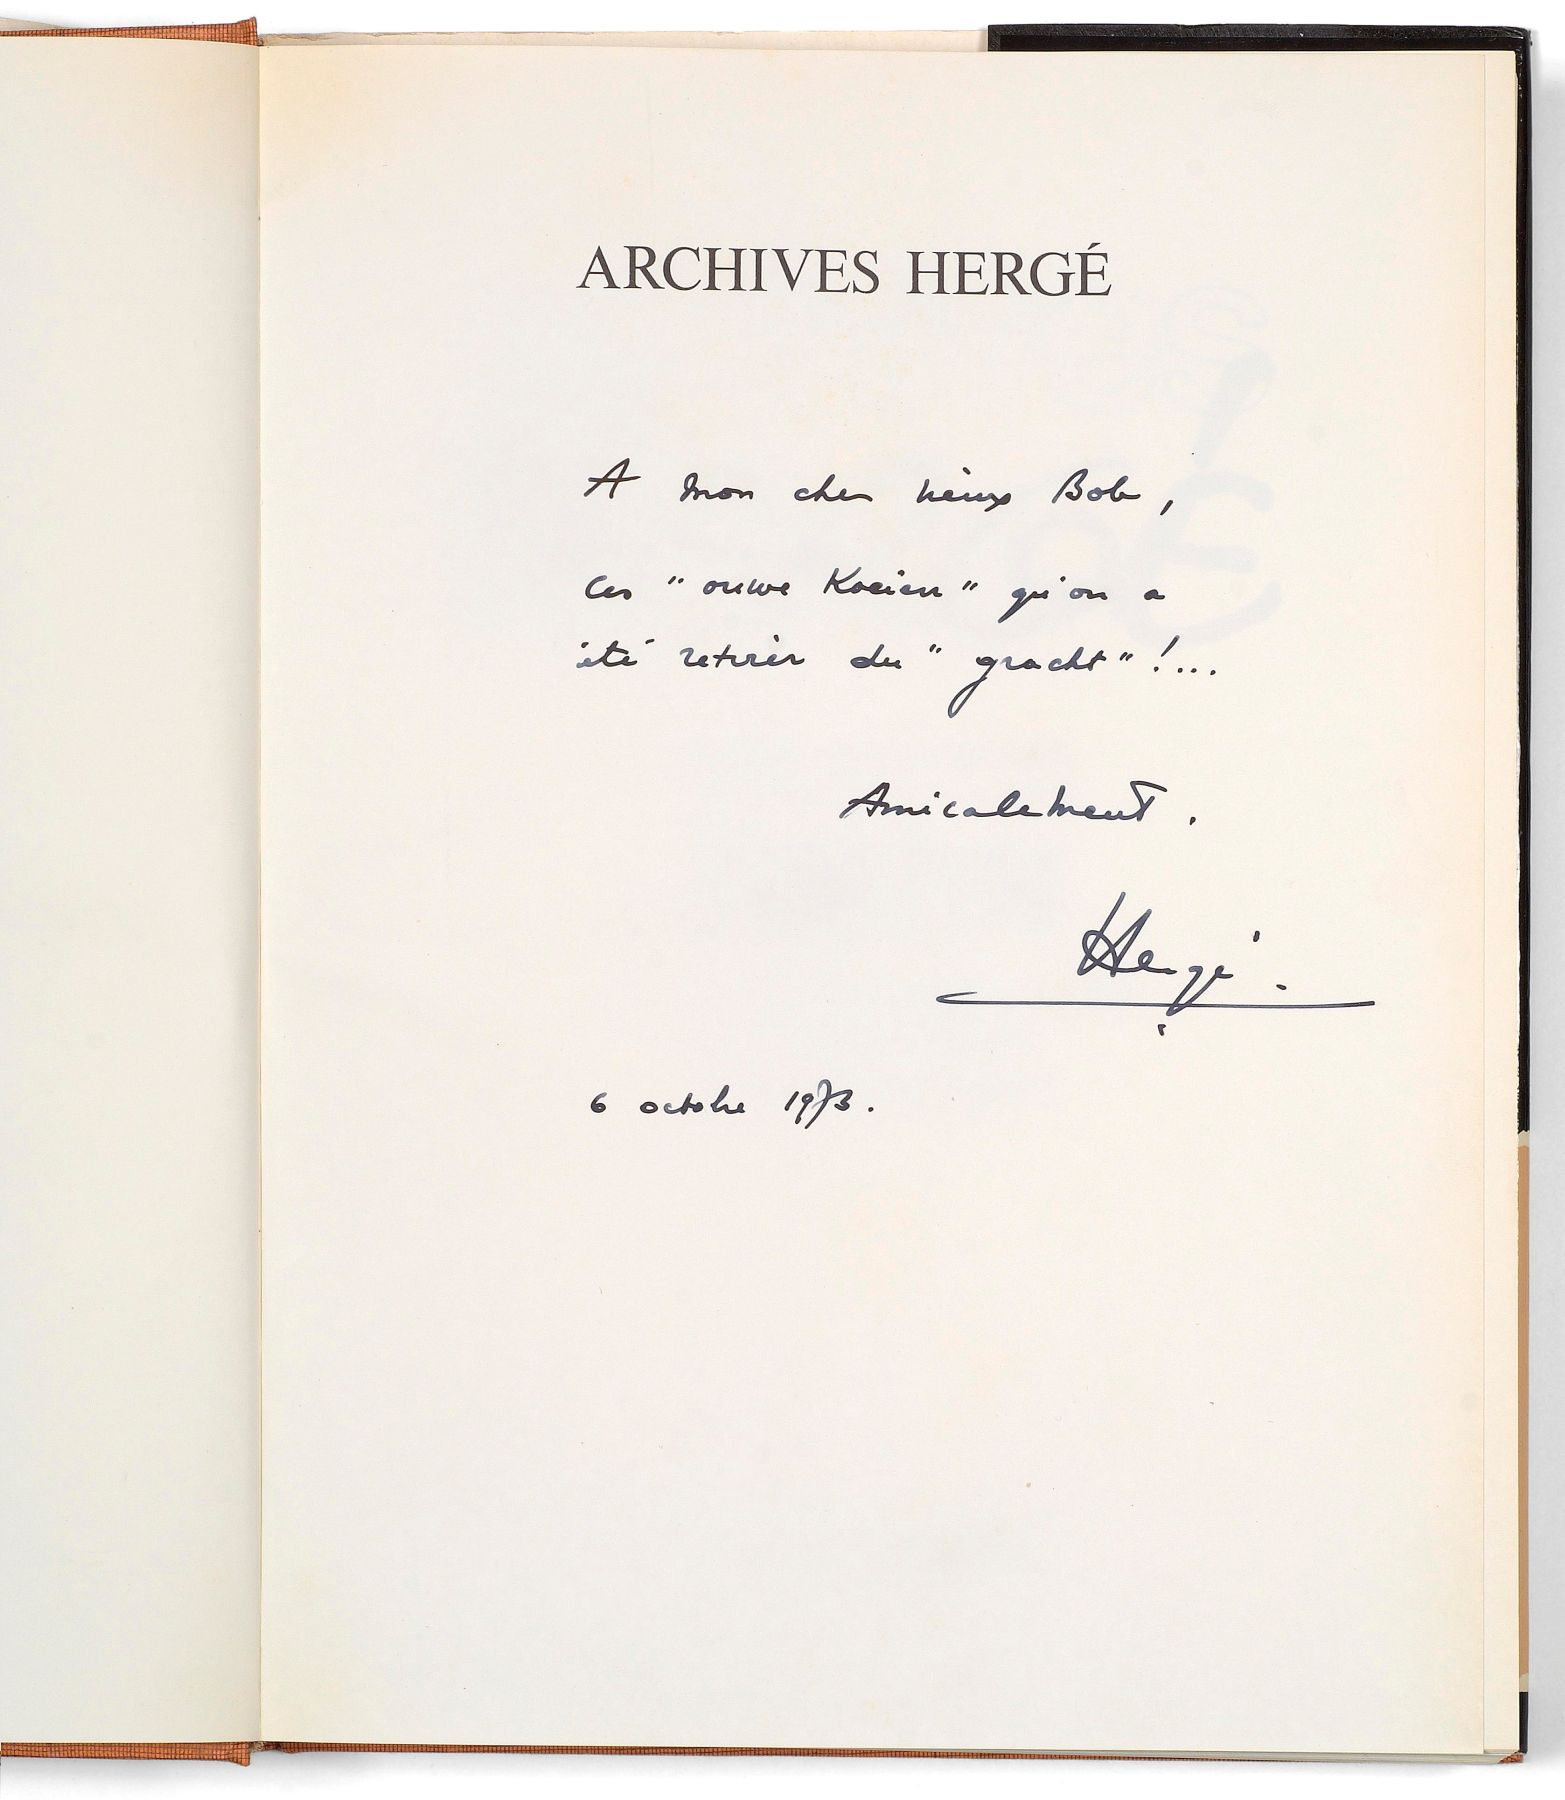 ARCHIVES HERGÉ
A mon cher vieux Bob,
ces "ouwe Koeien" qu'on a
été retirer du "gracht" !...
Amicalement.
Hergé.
6 octobre 1973.